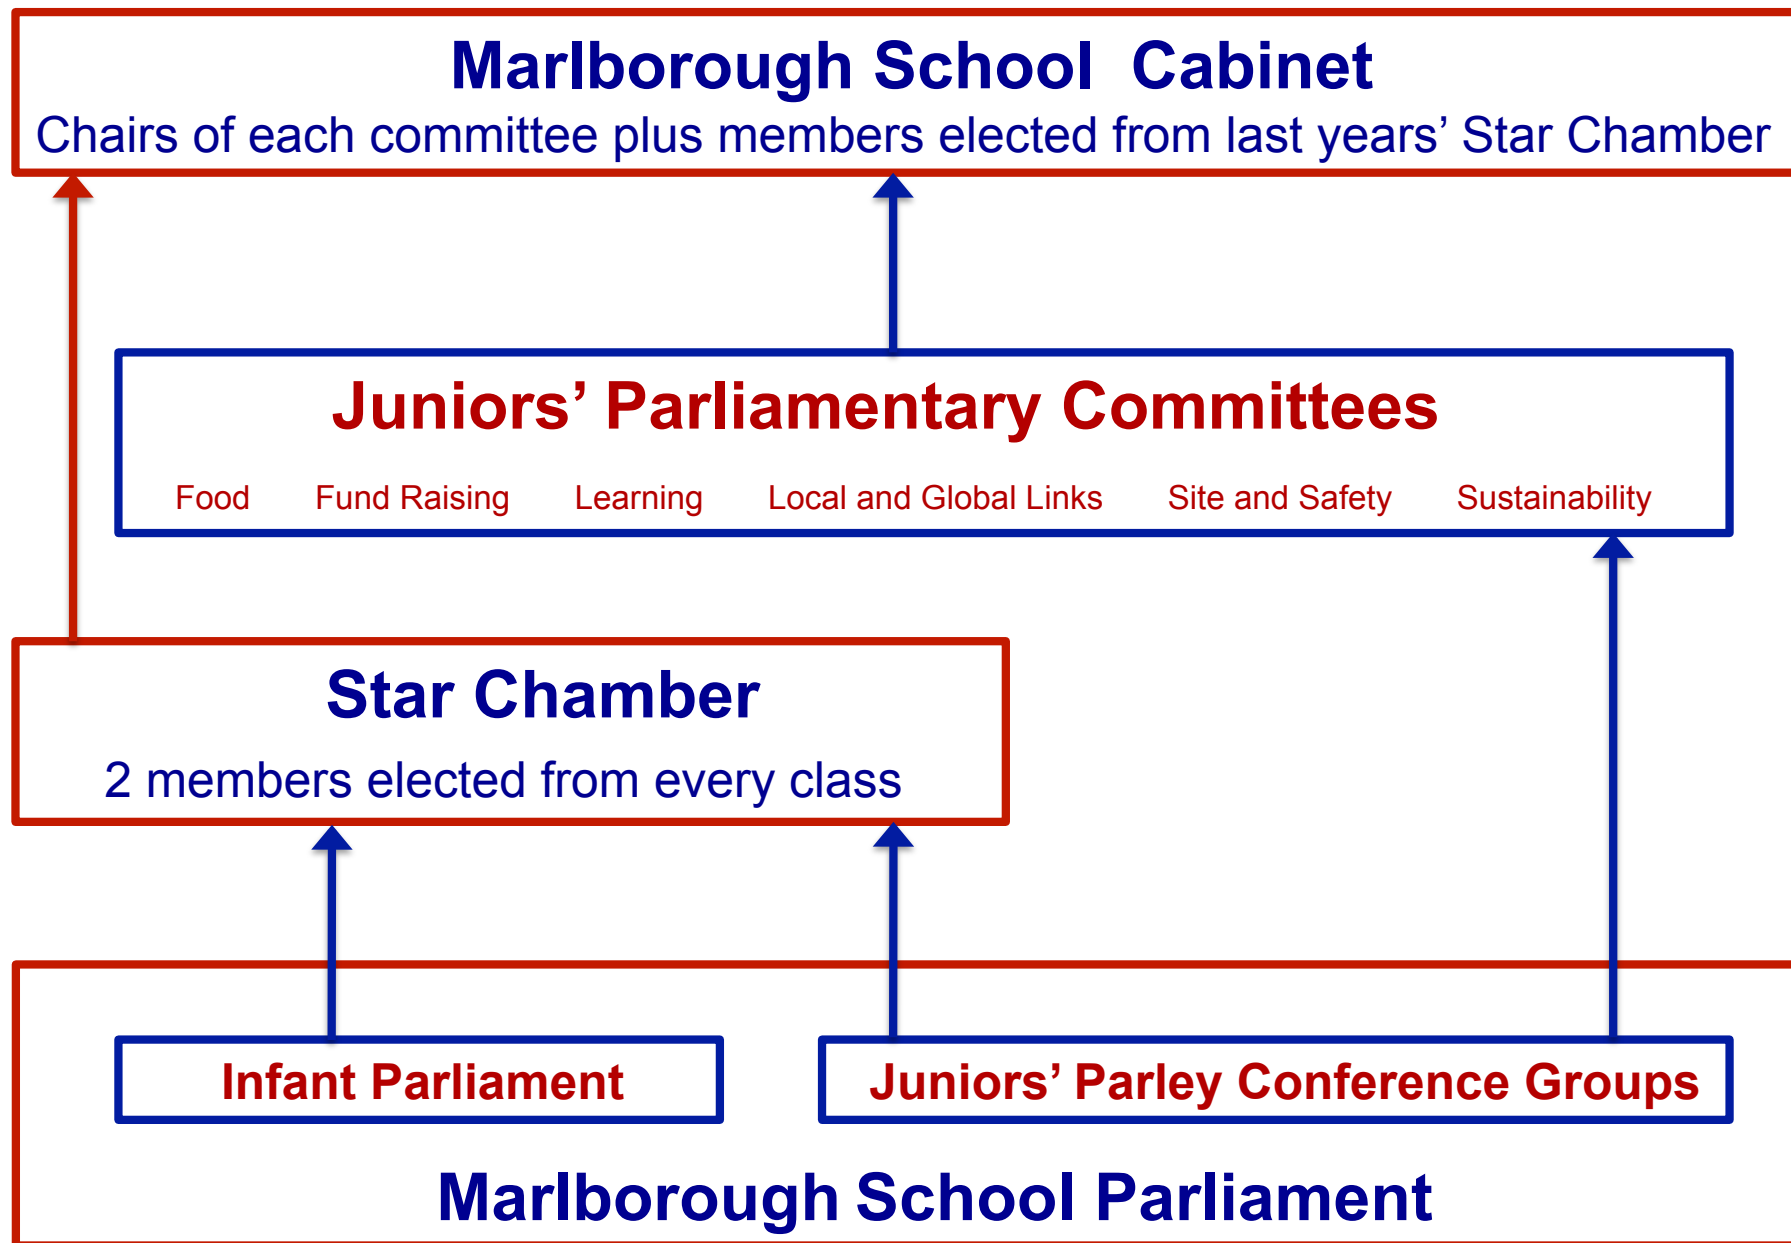 Marlborough School  Cabinet
Chairs of each committee plus members elected from last years’ Star Chamber
Juniors’ Parliamentary Committees
Food Fund Raising Learning Local and Global Links Site and Safety Sustainability
Star Chamber
2 members elected from every class
Infant Parliament
Juniors’ Parley Conference Groups
Marlborough School Parliament